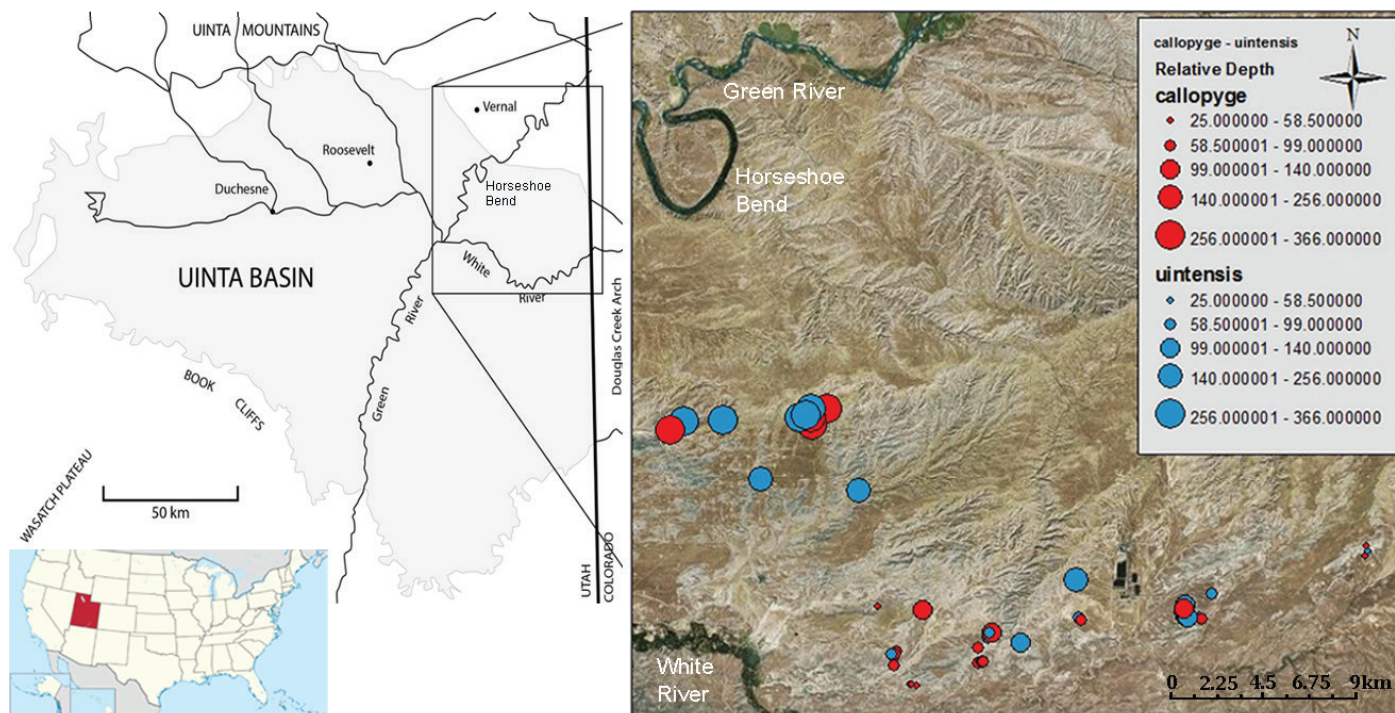 UINTA MOUNTAINS
Vernal
Roosevelt
Duchesne
Horseshoe
Bend
White
River
UINTA BASIN
River
Green
Douglas Creek Arch
BOOK
CLIFFS
WASATCH PLATEAU
50 km
UTAH
COLORADO
Green River
Horseshoe
Bend
White
River
callopyge - uintensis
N
Relative Depth
callopyge
25.000000 - 58.500000
58.500001 - 99.000000
99.000001 - 140.000000
140.000001 - 256.000000
256.000001 - 366.000000
uintensis
25.000000 - 58.500000
58.500001 - 99.000000
99.000001 - 140.000000
140.000001 - 256.000000
256.000001 - 366.000000
0 2.25 4.5 6.75 9km